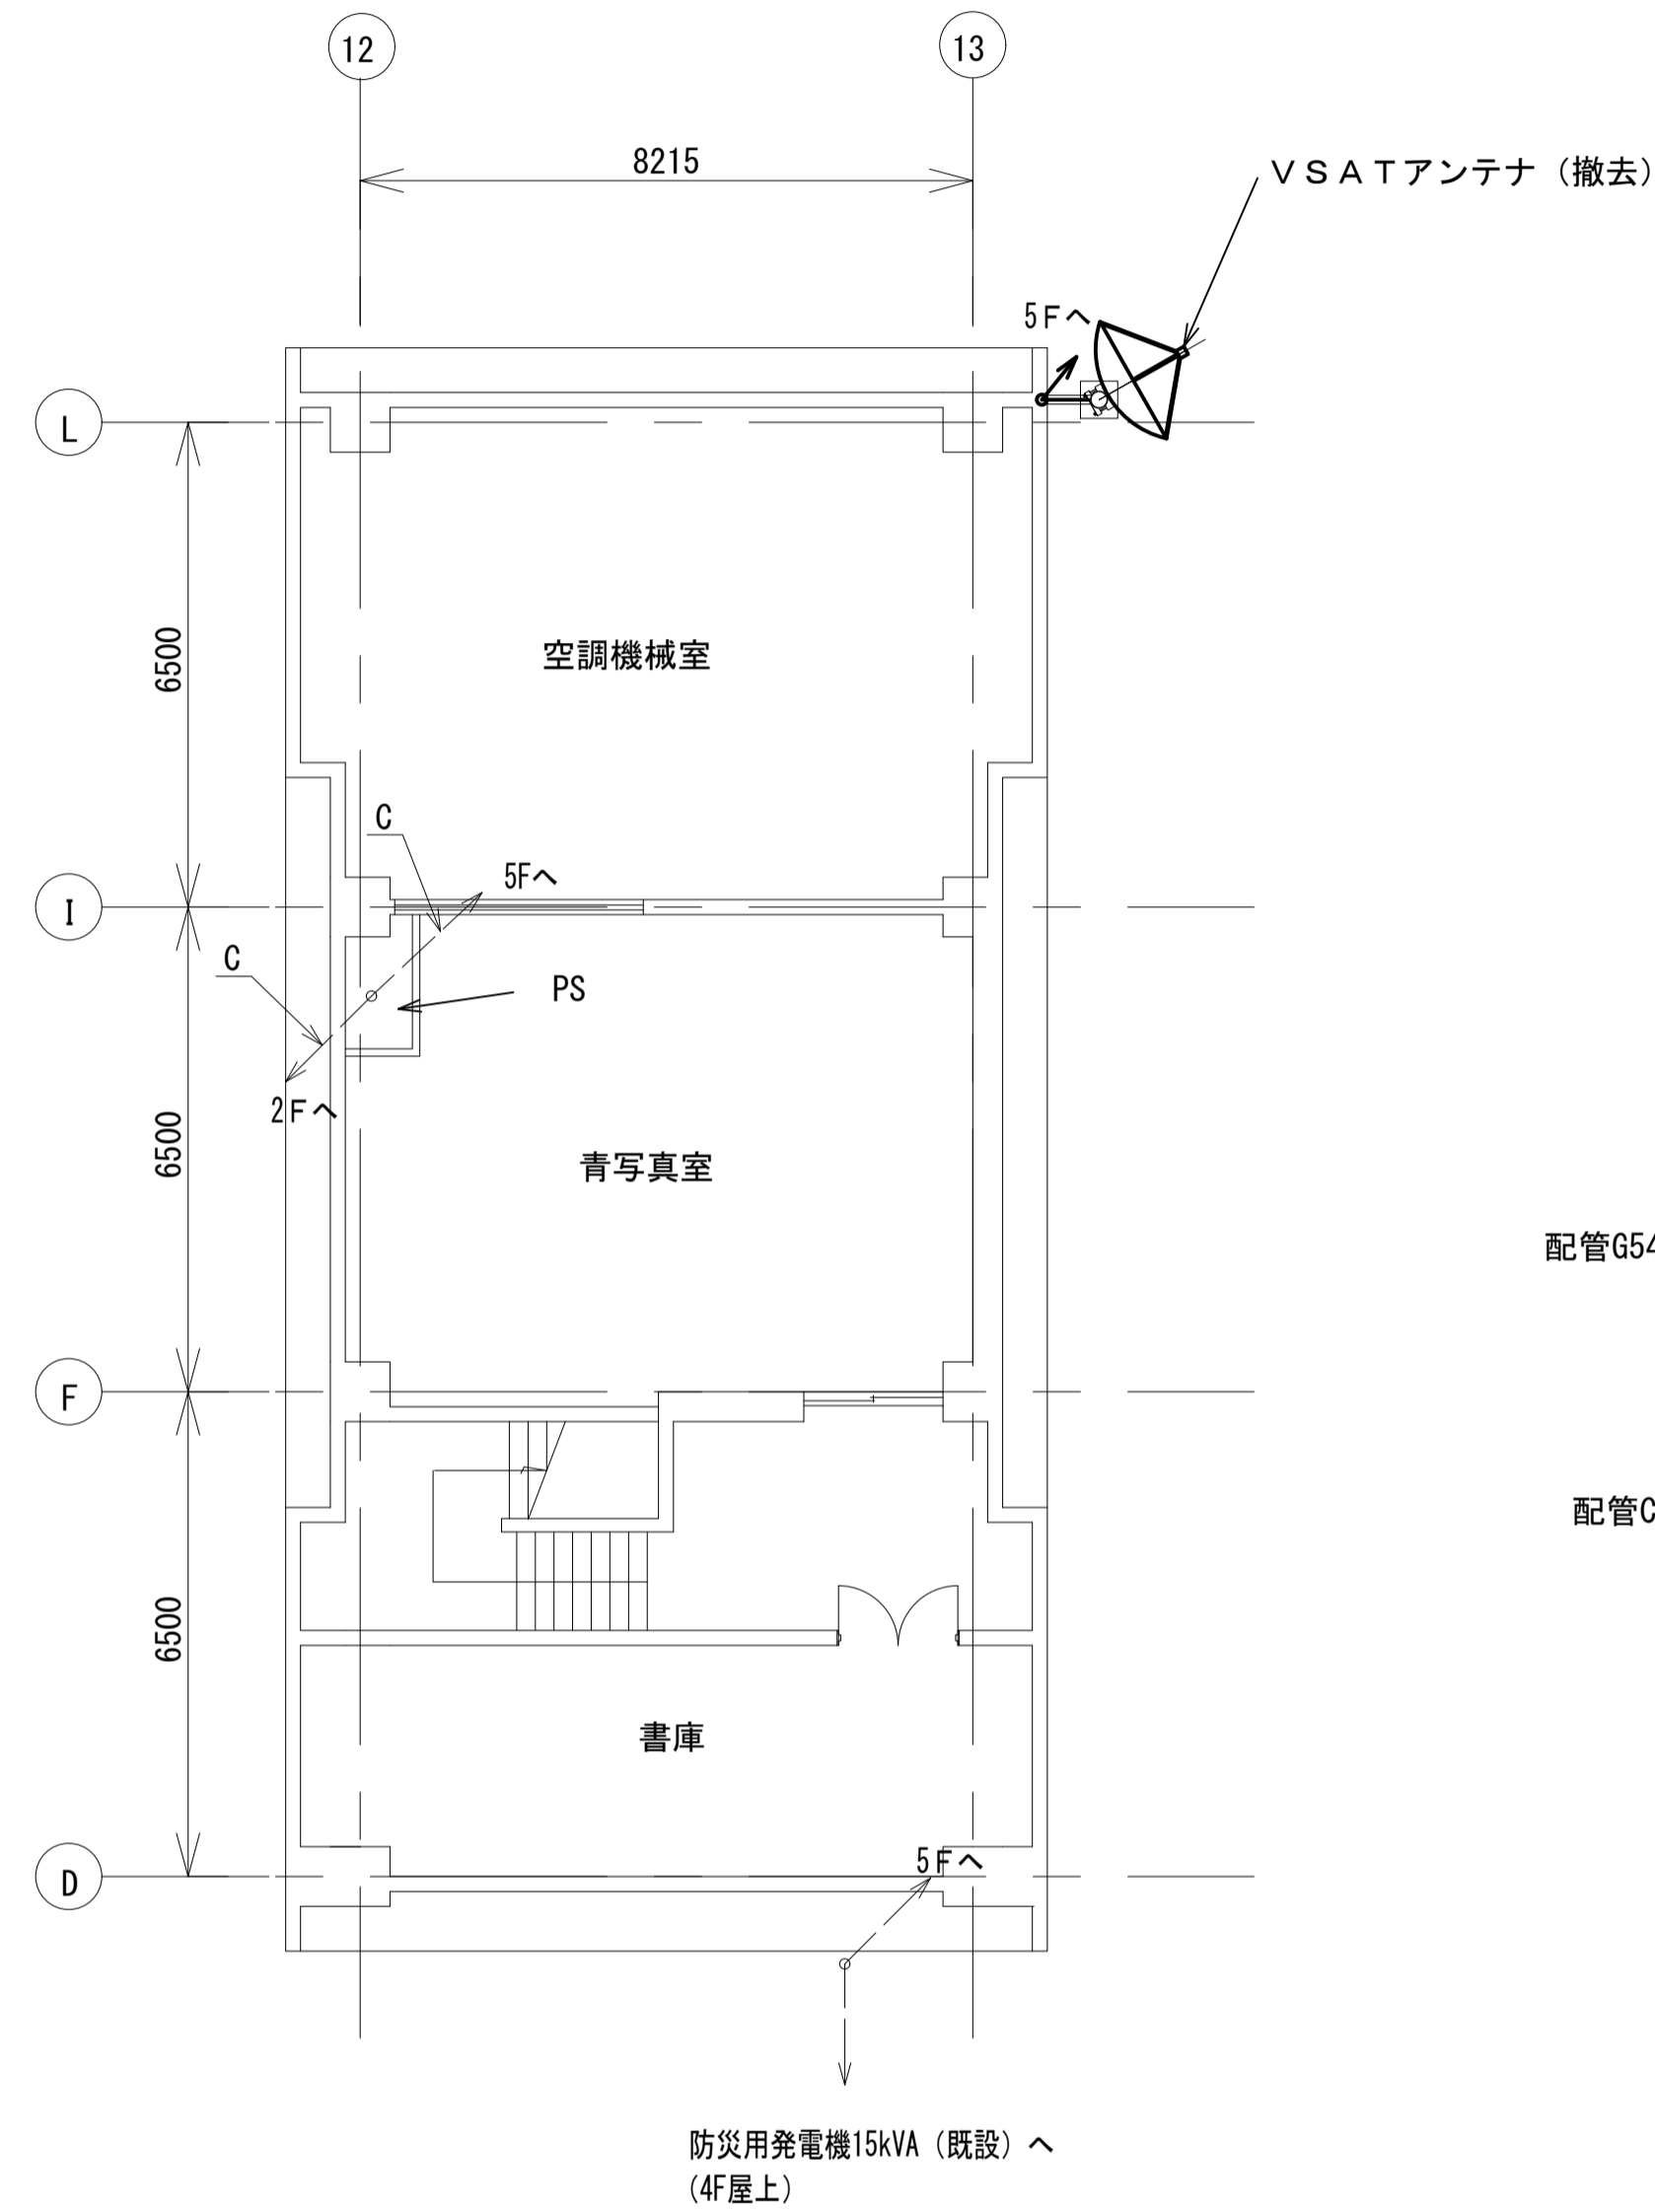 12
13
8215
VSATアンテナ（撤去）
5Fへ
L
6500
空調機械室
C
5Fへ
I
C
PS
2Fへ
6500
青写真室
配管G54
F
配管C
6500
書庫
5Fへ
D
防災用発電機15kVA（既設）へ
(4F屋上)